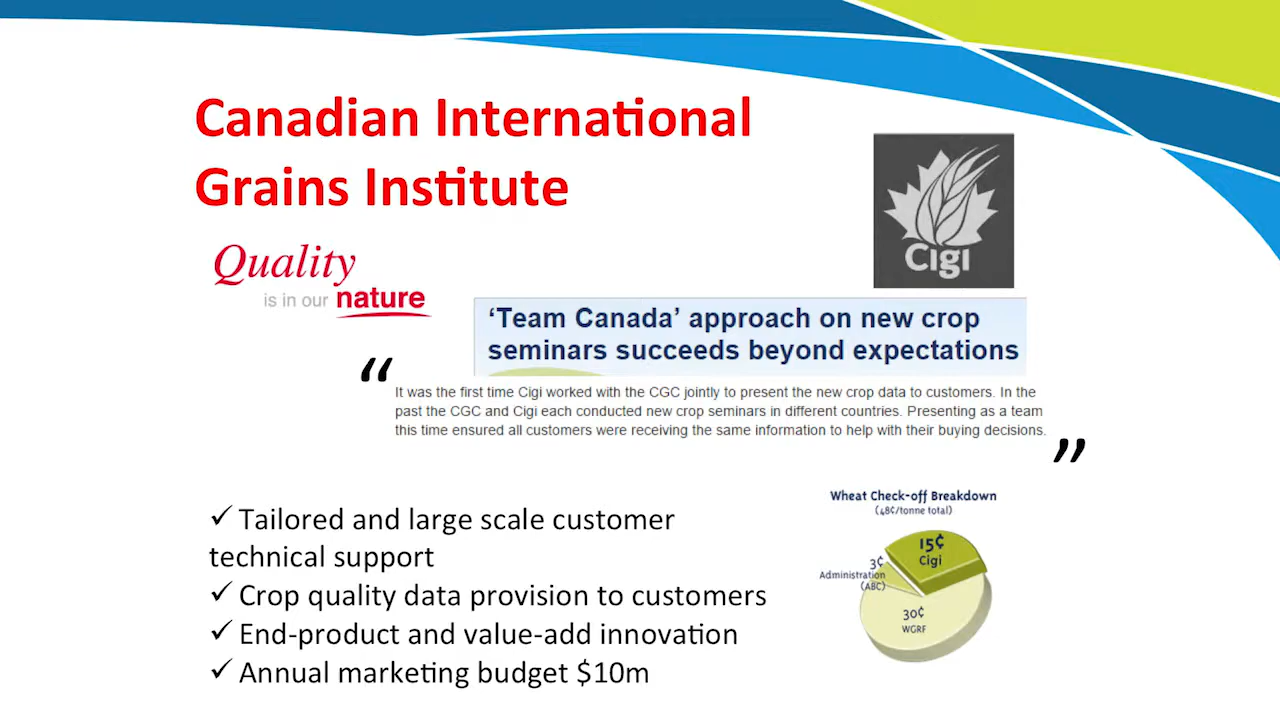 Canadian International
Grains Institute
Quality
is in our nature
Cigi
‘Team Canada’ approach on new crop
seminars succeeds beyond expectations
“
It was the first time Cigi worked with the CGC jointly to present the new crop data to customers. In the
past the CGC and Cigi each conducted new crop seminars in different countries. Presenting as a team
this time ensured all customers were receiving the same information to help with their buying decisions.
”
✓ Tailored and large scale customer
technical support
✓ Crop quality data provision to customers
✓ End-product and value-add innovation
✓ Annual marketing budget $10m
Wheat Check-off Breakdown
(48¢/tonne total)
15¢
Cigi
3¢
Administration
(ABC)
30¢
WGRF